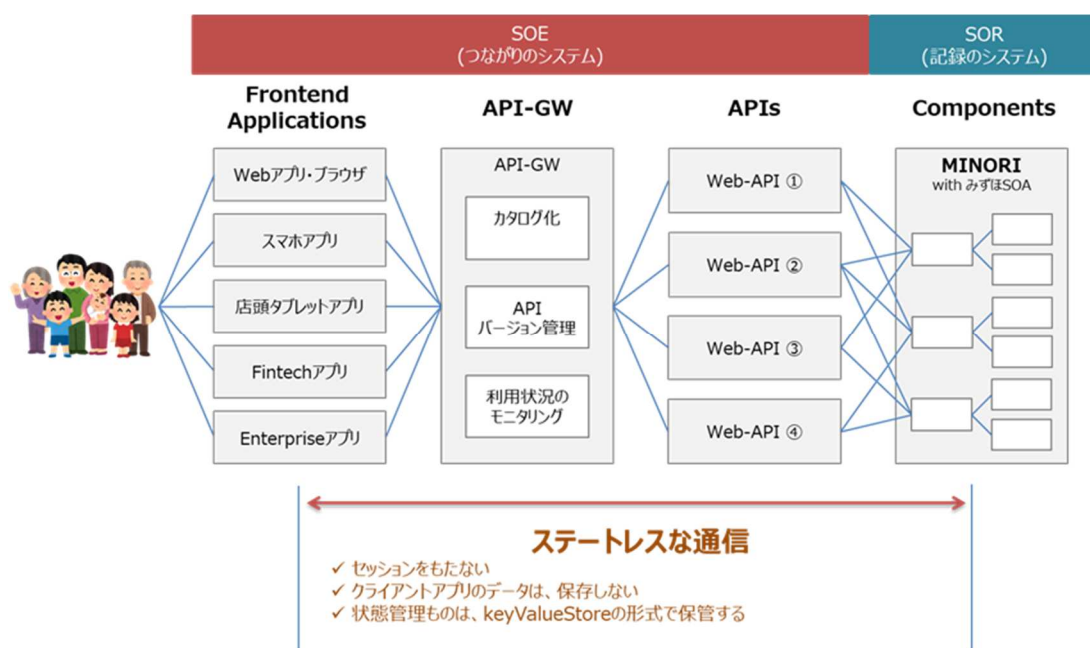 SOE
(つながりのシステム)
SOR
(記録のシステム)
Frontend
Applications
API-GW
APIs
Components
Webアプリ・ブラウザ
スマホアプリ
店頭タブレットアプリ
Fintechアプリ
Enterpriseアプリ
API-GW
カタログ化
API
バージョン管理
利用状況の
モニタリング
Web-API ①
Web-API ②
Web-API ③
Web-API ④
MINORI
with みずほSOA
ステートレスな通信
✓ セッションをもたない
✓ クライアントアプリのデータは、保存しない
✓ 状態管理ものは、keyValueStoreの形式で保管する